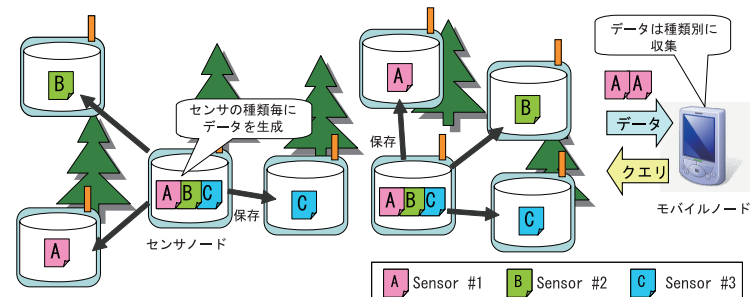 データは種類別に
収集
B
A
B
A A
センサの種類毎に
データを生成
データ
保存
クエリ
A B C
C
保存
A B C
C
A
センサノード
モバイルノード
A Sensor #1 B Sensor #2 C Sensor #3